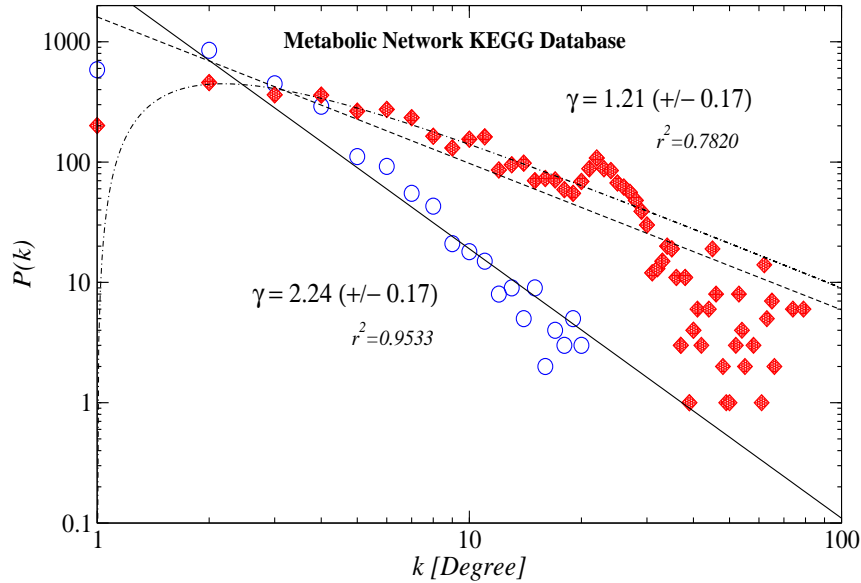 Metabolic Network KEGG Database
1000
100
10
1
0.1
P(k)
γ = 1.21 (+/− 0.17)
r²=0.7820
γ = 2.24 (+/− 0.17)
r²=0.9533
1
10
100
k [Degree]